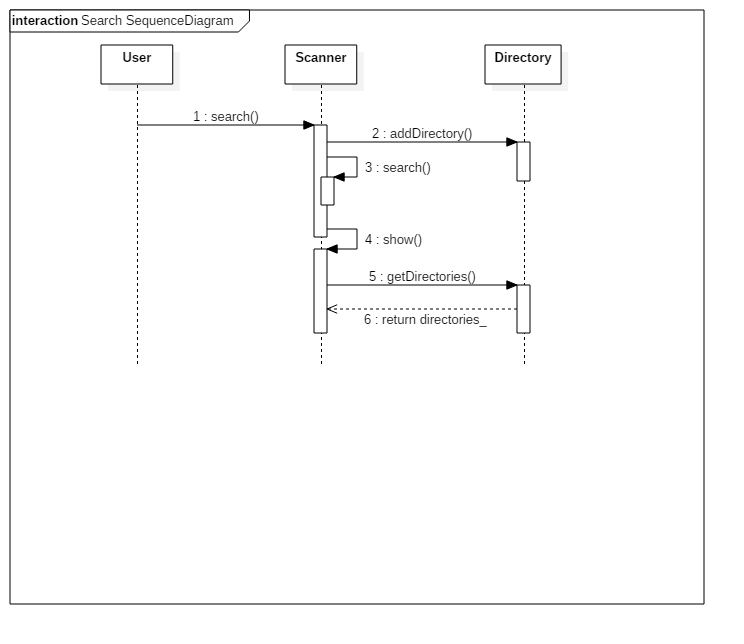 interaction Search SequenceDiagram
User
Scanner
Directory
1 : search()
2 : addDirectory()
3 : search()
4 : show()
5 : getDirectories()
6 : return directories_